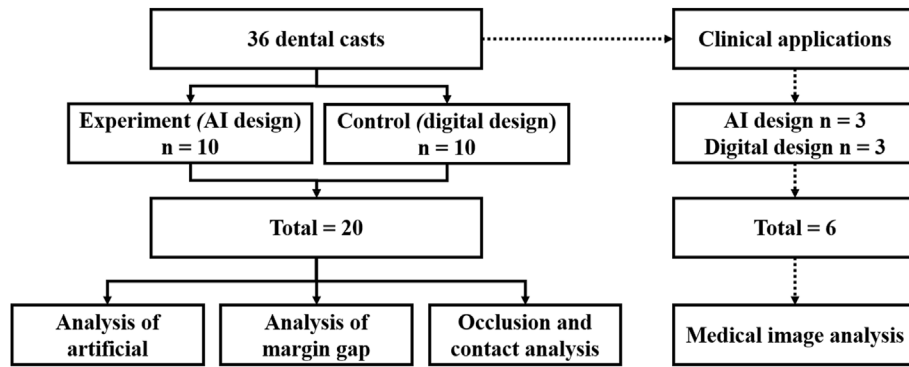 36 dental casts
Clinical applications
Experiment (AI design)
n = 10
Control (digital design)
n = 10
AI design n = 3
Digital design n = 3
Total = 20
Total = 6
Analysis of
artificial
Analysis of
margin gap
Occlusion and
contact analysis
Medical image analysis